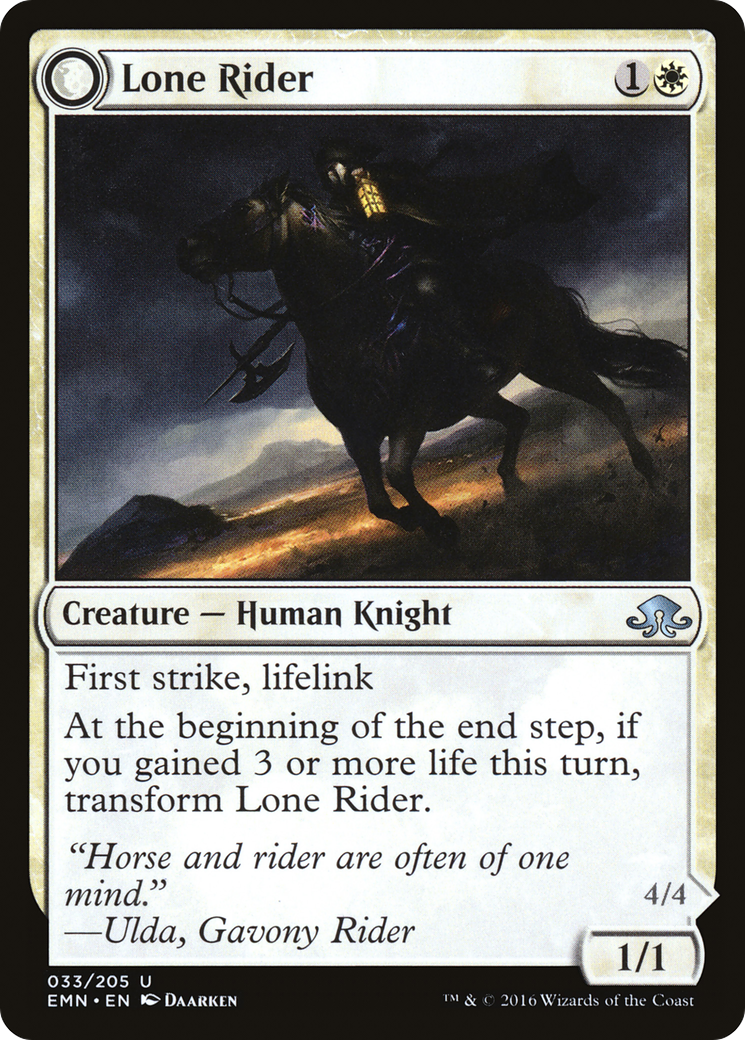 Lone Rider 1
Creature — Human Knight
First strike, lifelink
At the beginning of the end step, if
you gained 3 or more life this turn,
transform Lone Rider.
“Horse and rider are often of one
mind.”
—Ulda, Gavony Rider
4/4
1/1
033/205 U
EMN • EN DAARKEN
™ & © 2016 Wizards of the Coast